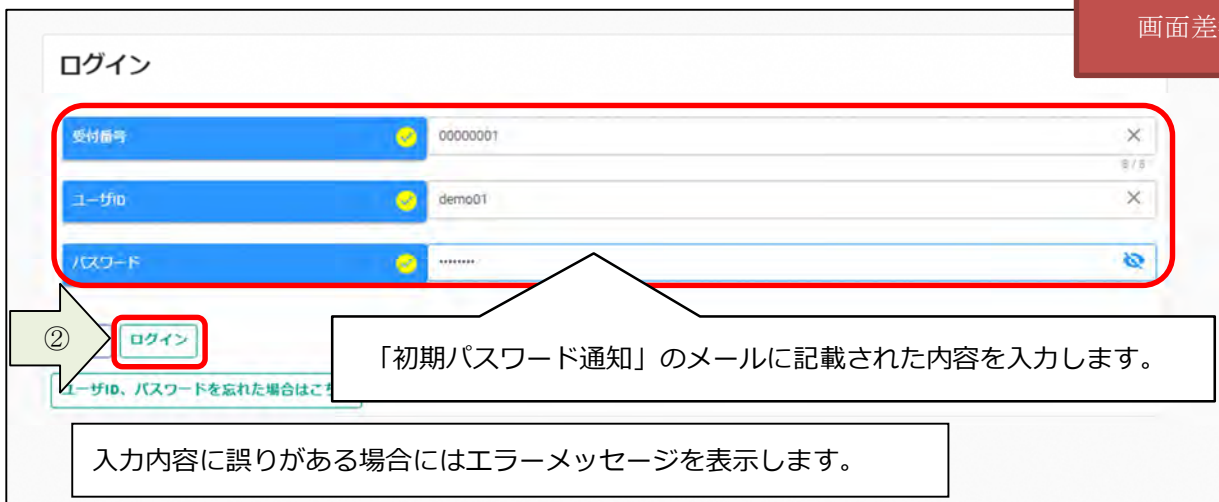 画面差
ログイン
受付番号
00000001
8 / 8
ユーザID
demo01
パスワード
••••••••
②
ログイン
「初期パスワード通知」のメールに記載された内容を入力します。
ユーザID、パスワードを忘れた場合はこち
入力内容に誤りがある場合にはエラーメッセージを表示します。